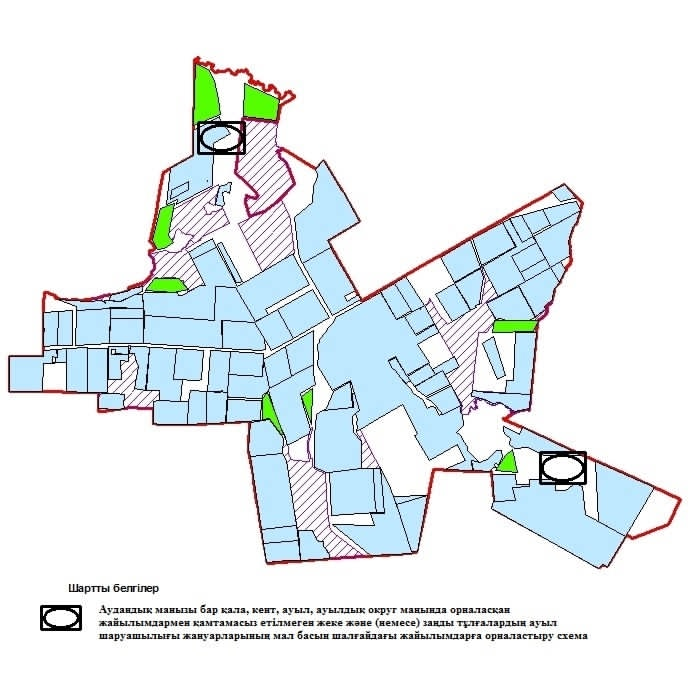 Шартты белгілер
Аудандық маңызы бар қала, кент, ауыл, ауылдық округ маңында орналасқан
жайылымдармен қамтамасыз етілмеген жеке және (немесе) заңды тұлғалардың ауыл
шаруашылығы жануарларының мал басын шалғайдағы жайылымдарға орналастыру схема